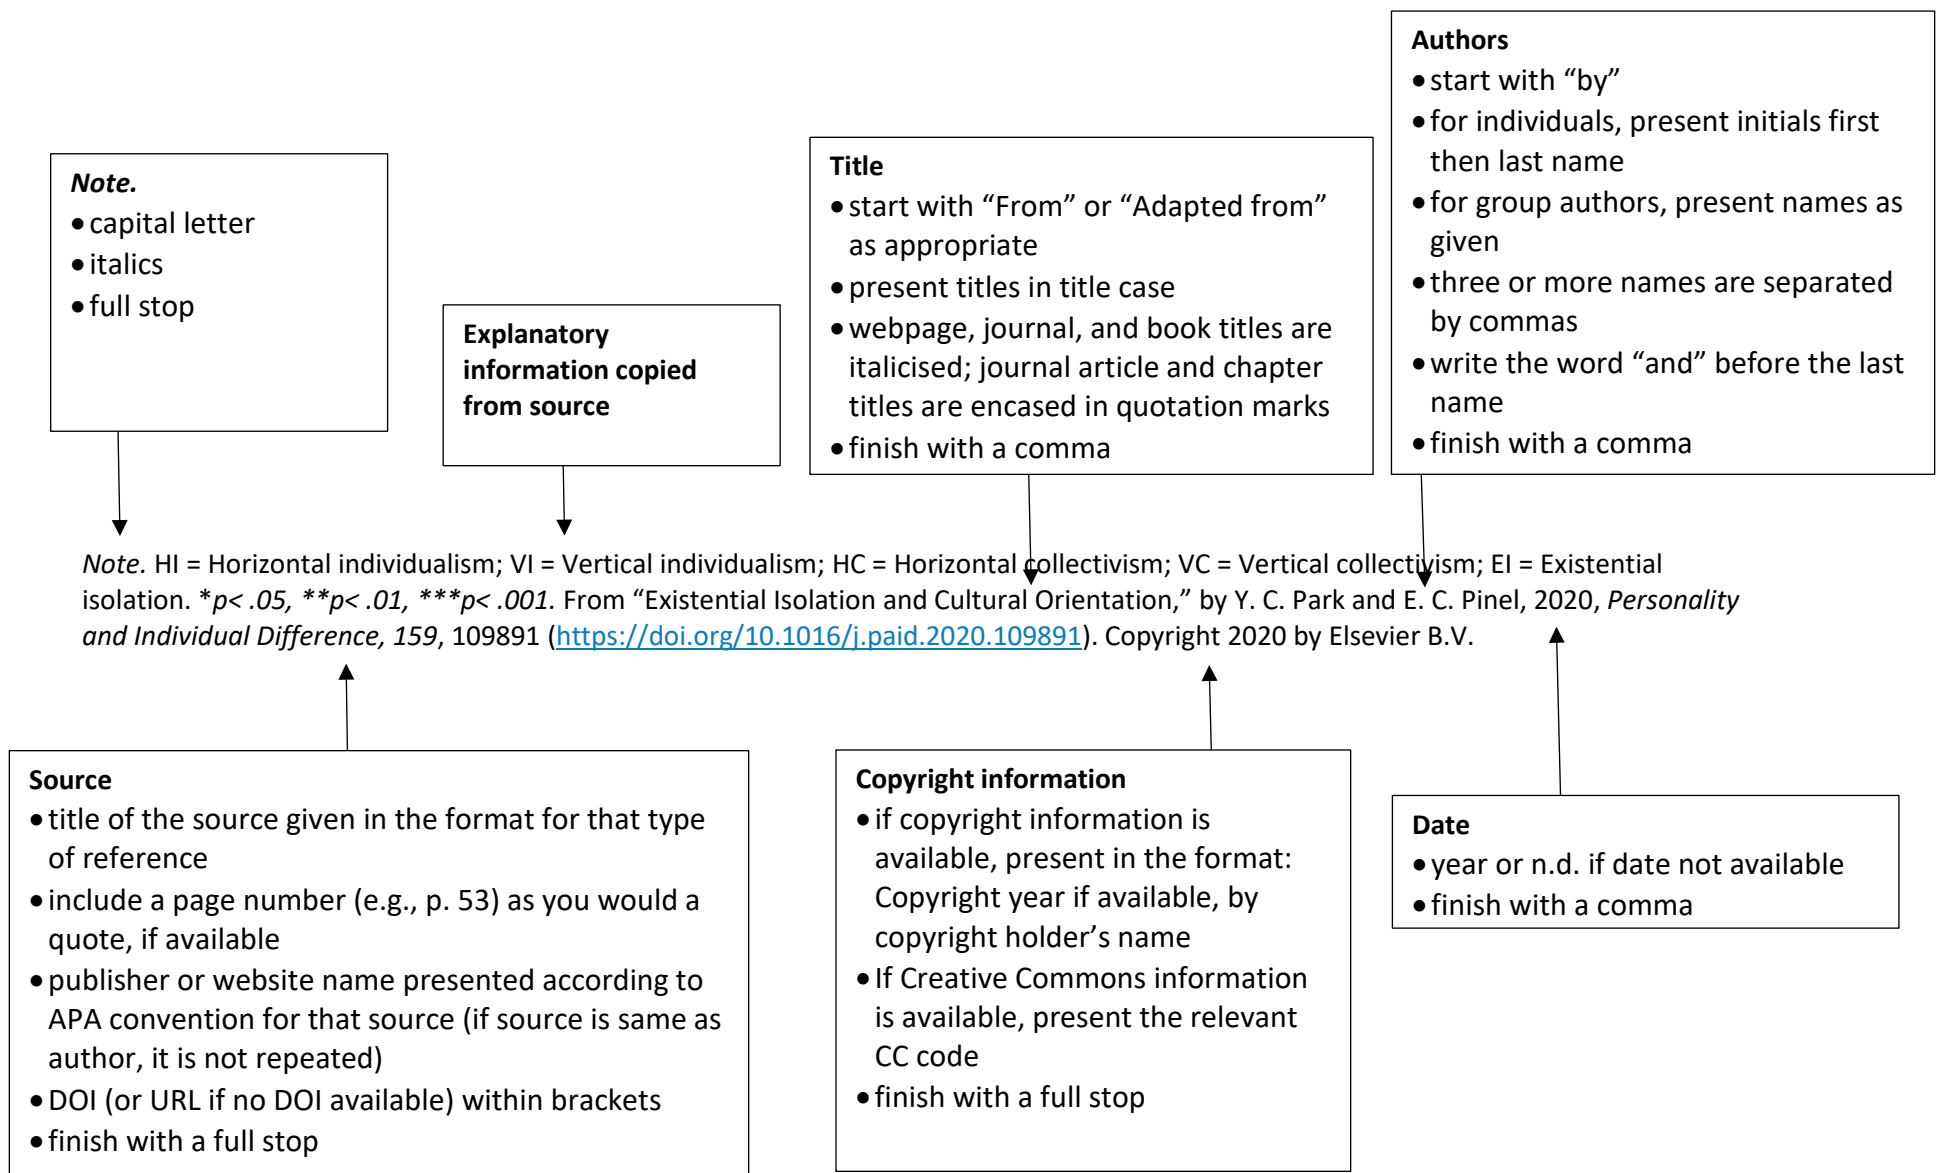 Note.
• capital letter
• italics
• full stop
Explanatory
information copied
from source
Title
• start with “From” or “Adapted from”
as appropriate
• present titles in title case
• webpage, journal, and book titles are
italicised; journal article and chapter
titles are encased in quotation marks
• finish with a comma
Authors
• start with “by”
• for individuals, present initials first
then last name
• for group authors, present names as
given
• three or more names are separated
by commas
• write the word “and” before the last
name
• finish with a comma
Note. HI = Horizontal individualism; VI = Vertical individualism; HC = Horizontal collectivism; VC = Vertical collectivism; EI = Existential
isolation. *p< .05, **p< .01, ***p< .001. From “Existential Isolation and Cultural Orientation,” by Y. C. Park and E. C. Pinel, 2020, Personality
and Individual Difference, 159, 109891 (https://doi.org/10.1016/j.paid.2020.109891). Copyright 2020 by Elsevier B.V.
Source
• title of the source given in the format for that type
of reference
• include a page number (e.g., p. 53) as you would a
quote, if available
• publisher or website name presented according to
APA convention for that source (if source is same as
author, it is not repeated)
• DOI (or URL if no DOI available) within brackets
• finish with a full stop
Copyright information
• if copyright information is
available, present in the format:
Copyright year if available, by
copyright holder’s name
• If Creative Commons information
is available, present the relevant
CC code
• finish with a full stop
Date
• year or n.d. if date not available
• finish with a comma